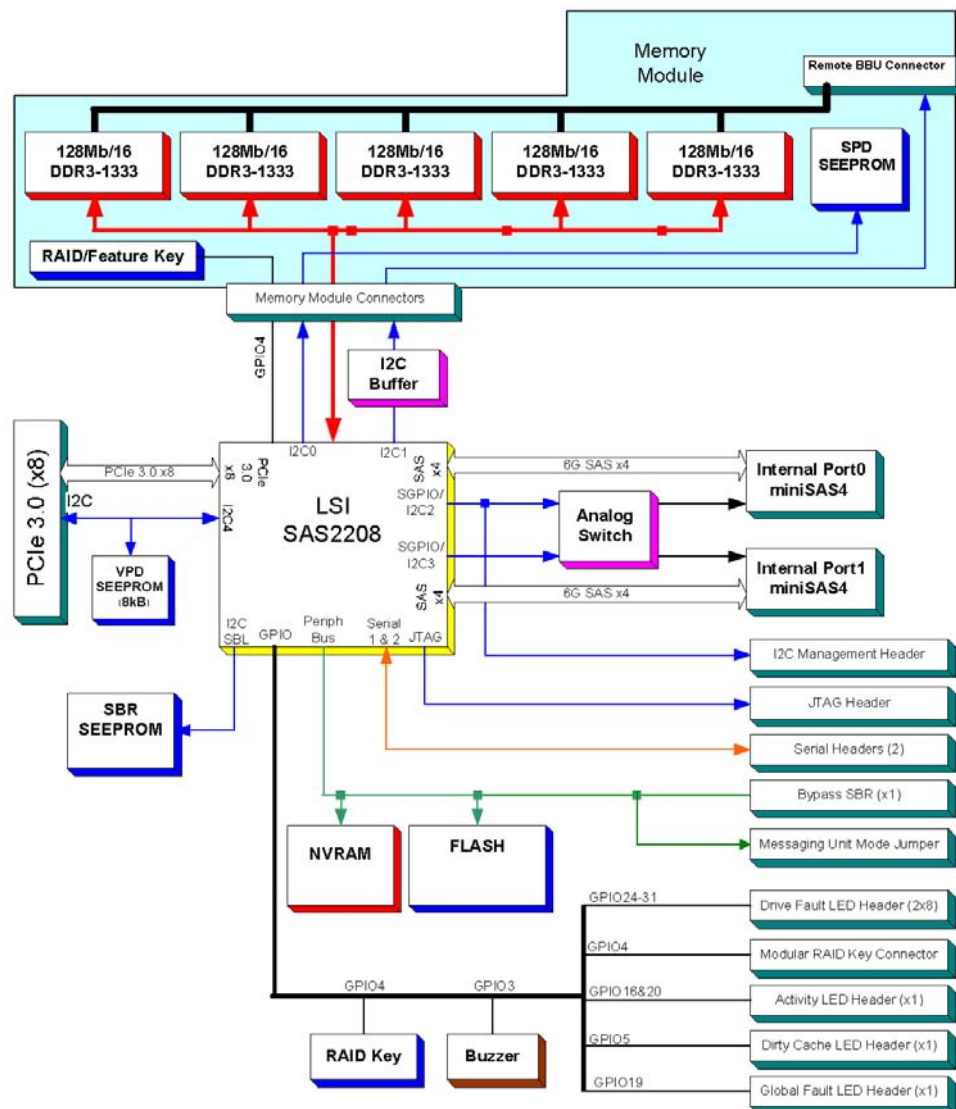 Memory
Module
Remote BBU Connector
128Mb/16
DDR3-1333
128Mb/16
DDR3-1333
128Mb/16
DDR3-1333
128Mb/16
DDR3-1333
128Mb/16
DDR3-1333
SPD
SEEPROM
RAID/Feature Key
Memory Module Connectors
GPIO4
I2C
Buffer
PCIe 3.0 (x8)
PCIe 3.0 x8
I2C
VPD
SEEPROM
(8kB)
I2C0
I2C1
PCIe
3.0
x8
I2C4
LSI
SAS2208
SAS
x4
SGPIO/
I2C2
SGPIO/
I2C3
SAS
x4
I2C
SBL
GPIO
Periph
Bus
Serial
1 & 2
JTAG
6G SAS x4
Analog
Switch
6G SAS x4
Internal Port0
miniSAS4
Internal Port1
miniSAS4
SBR
SEEPROM
I2C Management Header
JTAG Header
Serial Headers (2)
Bypass SBR (x1)
Messaging Unit Mode Jumper
NVRAM
FLASH
GPIO24-31
Drive Fault LED Header (2x8)
GPIO4
Modular RAID Key Connector
GPIO4
GPIO3
GPIO16&20
Activity LED Header (x1)
RAID Key
Buzzer
GPIO5
Dirty Cache LED Header (x1)
GPIO19
Global Fault LED Header (x1)